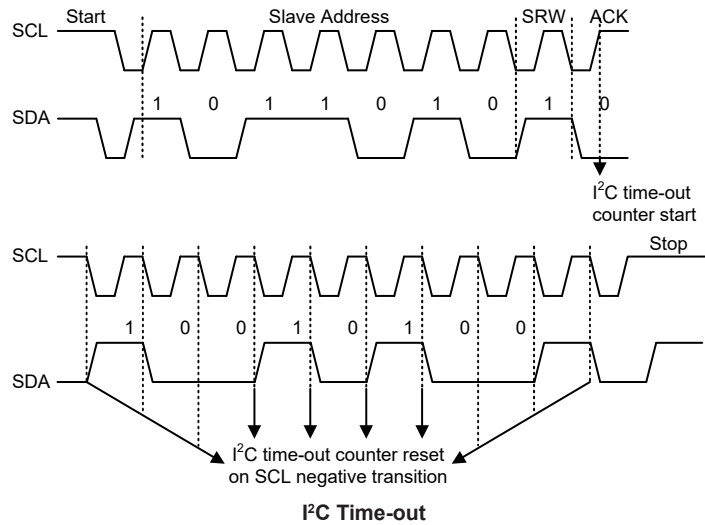 Start Slave Address SRW ACK
SCL
1 0 1 1 0 1 0 1 0
SDA
I²C time-out
counter start
Stop
SCL
1 0 0 1 0 1 0 0
SDA
I²C time-out counter reset
on SCL negative transition
I²C Time-out